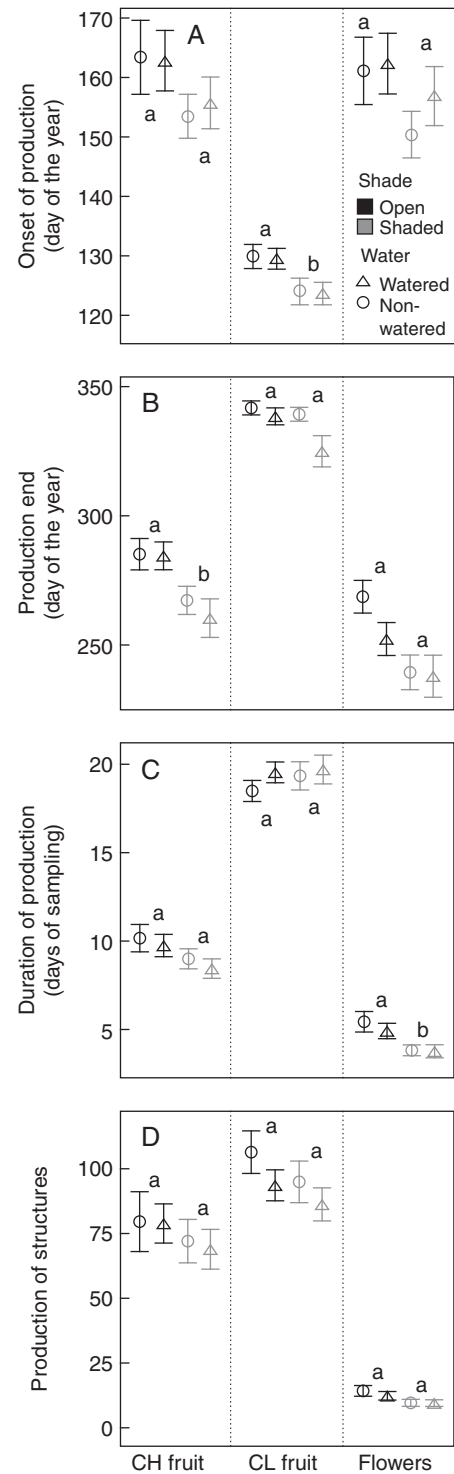 A
Onset of production
(day of the year)
170
160
150
140
130
120
a
a
a
b
a
a
Shade
Open
Shaded
Water
Watered
Non-
watered
B
Production end
(day of the year)
350
300
250
a
b
a
a
a
a
C
Duration of production
(days of sampling)
20
15
10
5
a
a
a
a
a
b
D
Production of structures
100
75
50
25
0
a
a
a
a
a
a
CH fruit
CL fruit
Flowers